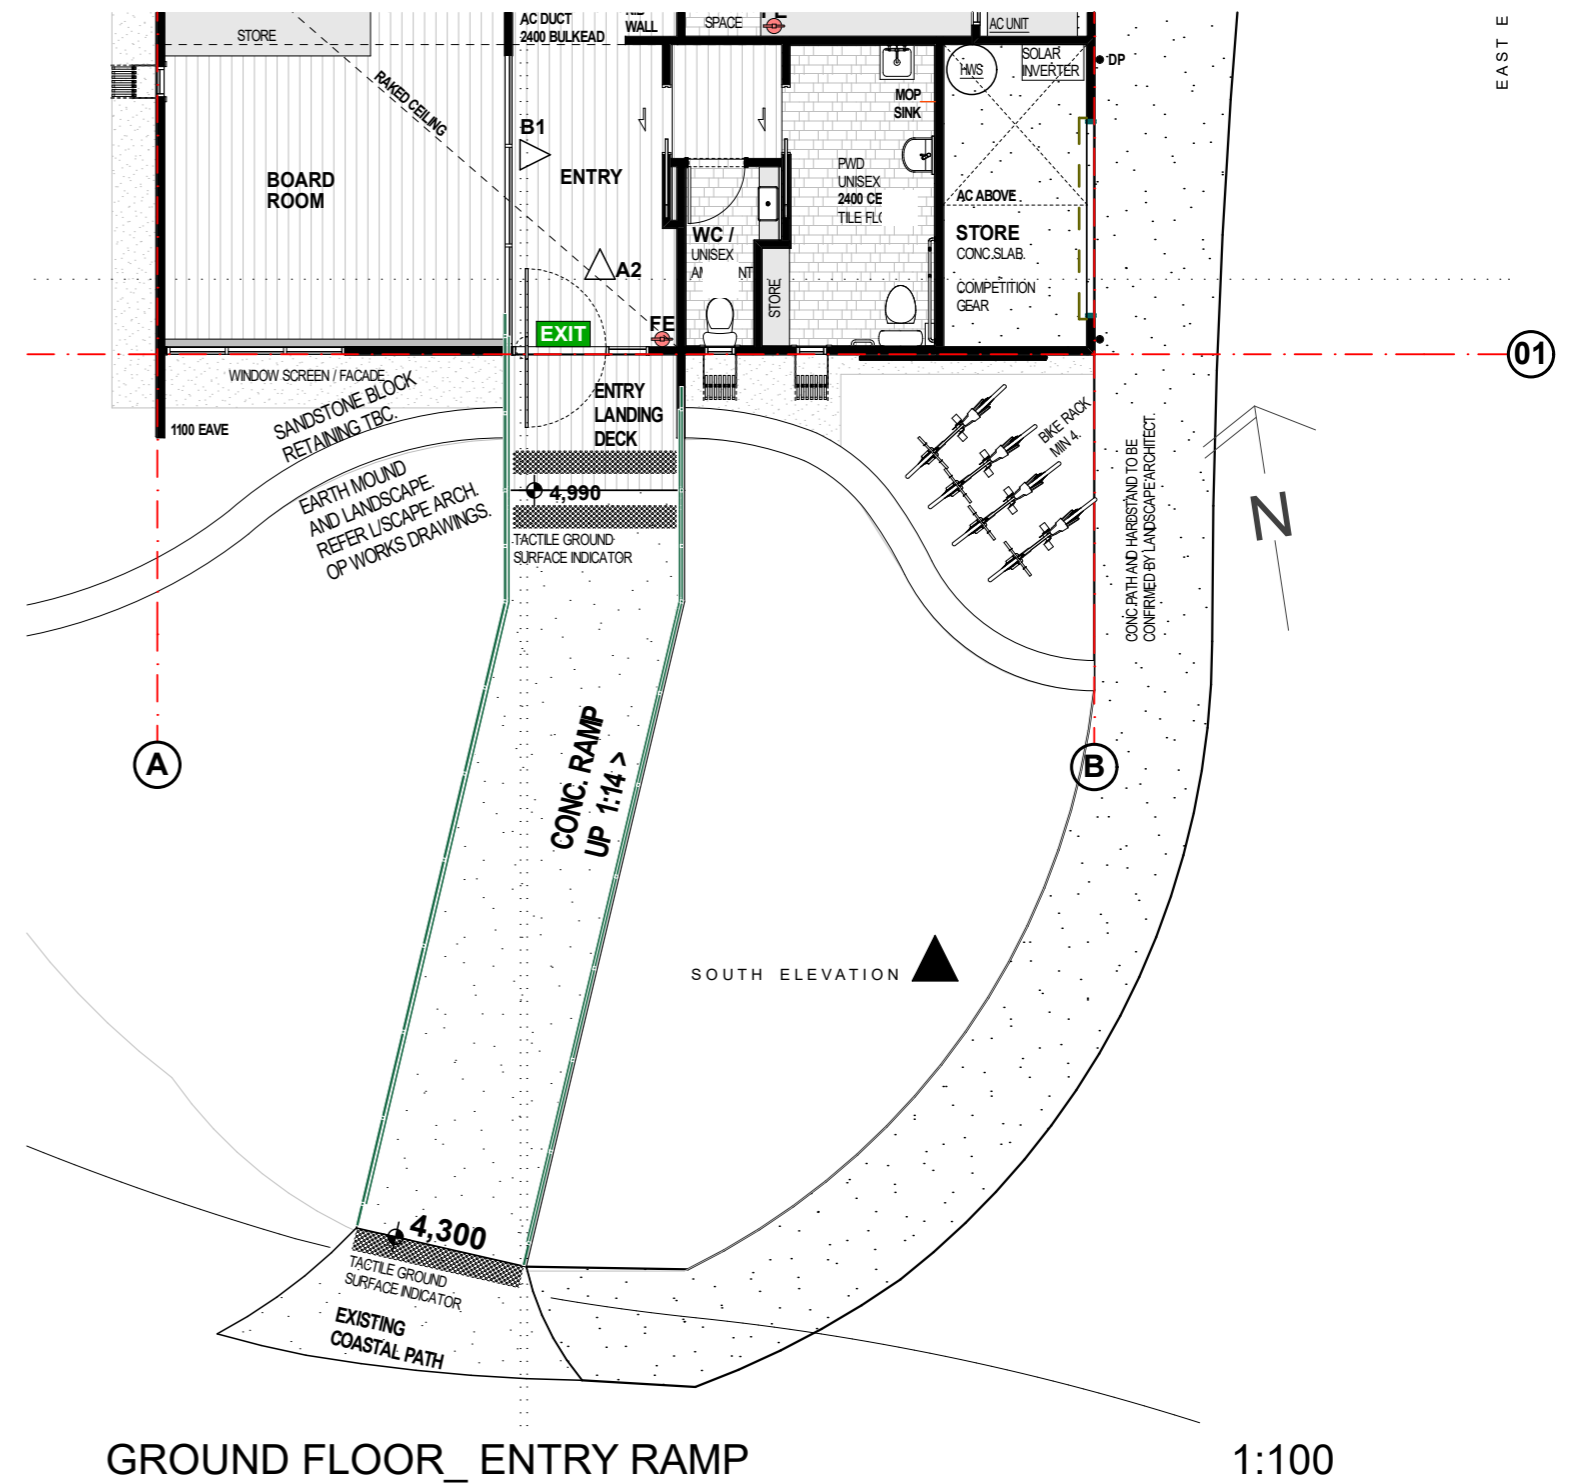 STORE
AC DUCT
2400 BULKEAD
WALL
SPACE
AC UNIT
EAST E
RAKED CEILING
HWS
SOLAR
INVERTER
DP
MOP
SINK
B1
ENTRY
BOARD
ROOM
PWD
UNISEX
2400 CE
TILE FL
AC ABOVE
STORE
CONC.SLAB.
COMPETITION
GEAR
WC /
UNISEX
A2
STORE
EXIT
FE
01
WINDOW SCREEN / FACADE
1100 EAVE
SANDSTONE BLOCK
RETAINING TBC.
EARTH MOUND
AND LANDSCAPE.
REFER L/SCAPE ARCH.
OP WORKS DRAWINGS.
ENTRY
LANDING
DECK
4,990
TACTILE GROUND
SURFACE INDICATOR
BIKE RACK
MIN 4.
CONC.PATH AND HARDSTAND TO BE
CONFIRMED BY LANDSCAPE ARCHITECT.
N
A
B
CONC. RAMP
UP 1:14 >
SOUTH ELEVATION
4,300
TACTILE GROUND
SURFACE INDICATOR
EXISTING
COASTAL PATH
GROUND FLOOR_ ENTRY RAMP
1:100